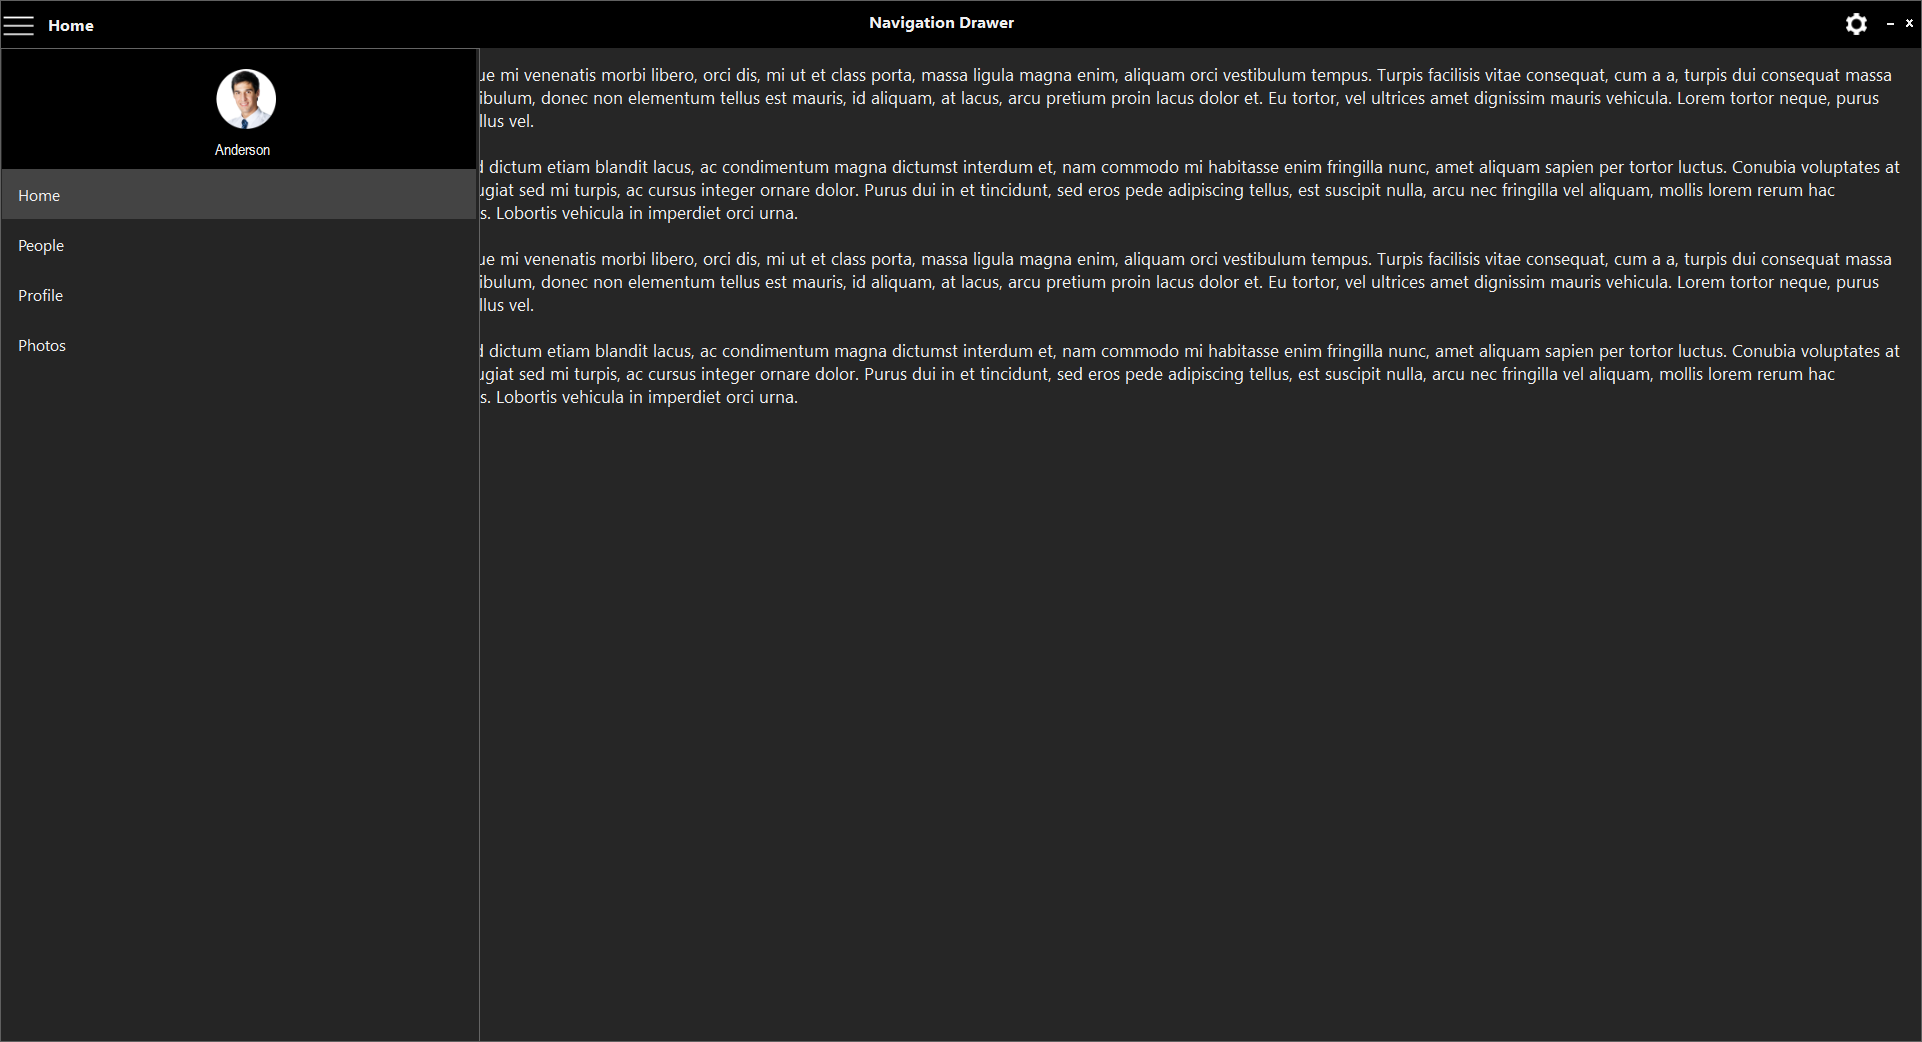 Home
Navigation Drawer
Anderson
Home
People
Profile
Photos
ue mi venenatis morbi libero, orci dis, mi ut et class porta, massa ligula magna enim, aliquam orci vestibulum tempus. Turpis facilisis vitae consequat, cum a a, turpis dui consequat massa
ibulum, donec non elementum tellus est mauris, id aliquam, at lacus, arcu pretium proin lacus dolor et. Eu tortor, vel ultrices amet dignissim mauris vehicula. Lorem tortor neque, purus
llus vel.
dictum etiam blandit lacus, ac condimentum magna dictumst interdum et, nam commodo mi habitasse enim fringilla nunc, amet aliquam sapien per tortor luctus. Conubia voluptates at
ugiat sed mi turpis, ac cursus integer ornare dolor. Purus dui in et tincidunt, sed eros pede adipiscing tellus, est suscipit nulla, arcu nec fringilla vel aliquam, mollis lorem rerum hac
s. Lobortis vehicula in imperdiet orci urna.
ue mi venenatis morbi libero, orci dis, mi ut et class porta, massa ligula magna enim, aliquam orci vestibulum tempus. Turpis facilisis vitae consequat, cum a a, turpis dui consequat massa
ibulum, donec non elementum tellus est mauris, id aliquam, at lacus, arcu pretium proin lacus dolor et. Eu tortor, vel ultrices amet dignissim mauris vehicula. Lorem tortor neque, purus
llus vel.
dictum etiam blandit lacus, ac condimentum magna dictumst interdum et, nam commodo mi habitasse enim fringilla nunc, amet aliquam sapien per tortor luctus. Conubia voluptates at
ugiat sed mi turpis, ac cursus integer ornare dolor. Purus dui in et tincidunt, sed eros pede adipiscing tellus, est suscipit nulla, arcu nec fringilla vel aliquam, mollis lorem rerum hac
s. Lobortis vehicula in imperdiet orci urna.